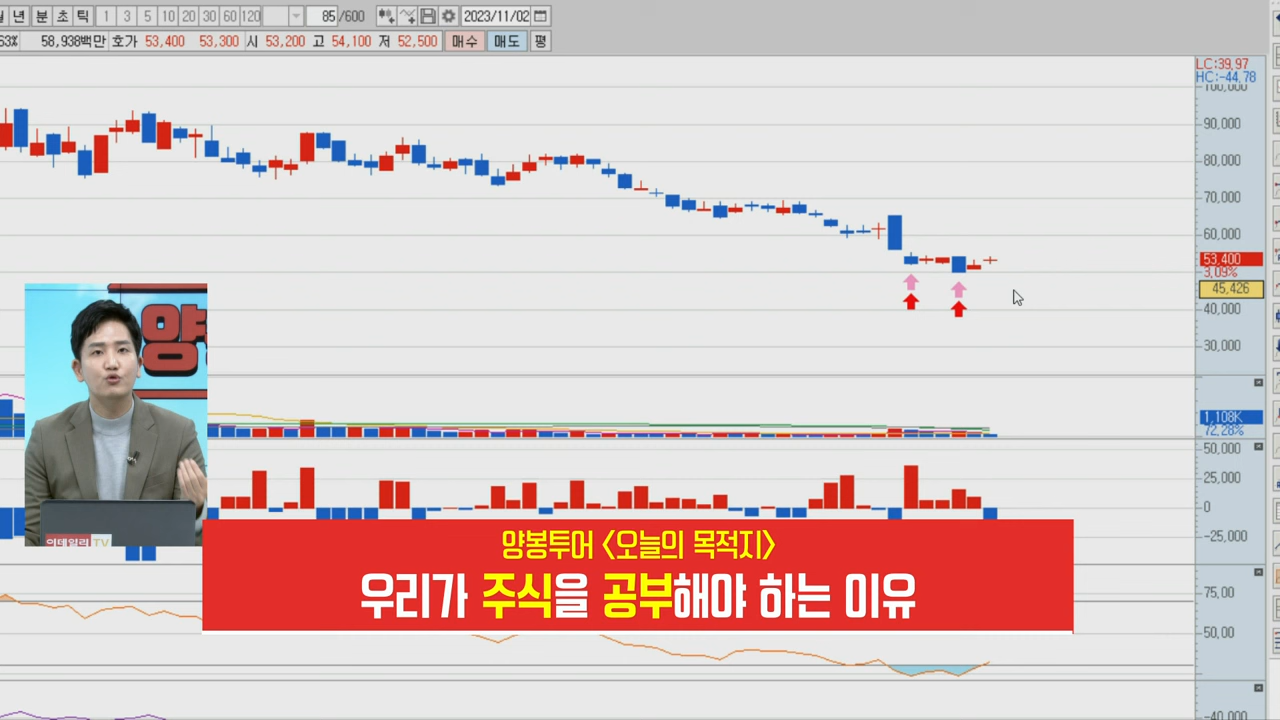 년 분 초 틱 1 3 5 10 20 30 60 120 85 /600 2023/11/02
63% 58,938백만 호가 53,400 53,300 시 53,200 고 54,100 저 52,500 매수 매도 평
LC:39,97
HC:-44,78
100,000
90,000
80,000
70,000
60,000
53,400
3,09%
45,426
40,000
30,000
양
1,108K
72,28%
50,000
25,000
0
-25,000
이데일리 TV
양봉투어 <오늘의 목적지>
우리가 주식을 공부해야 하는 이유
75,00
50,00
-40,000